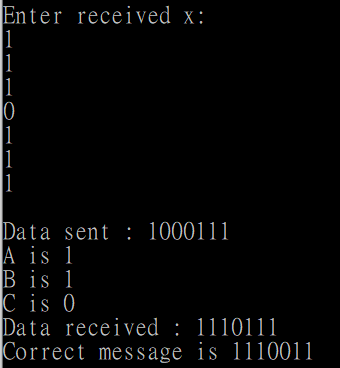 Enter received x:
1
1
1
0
1
1
1
Data sent : 1000111
A is 1
B is 1
C is 0
Data received : 1110111
Correct message is 1110011